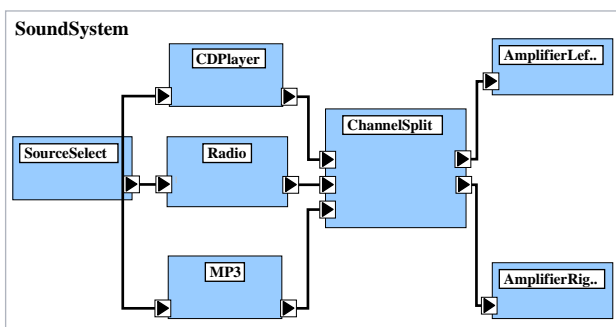 SoundSystem
CDPlayer
AmplifierLef..
ChannelSplit
SourceSelect
Radio
MP3
AmplifierRig..